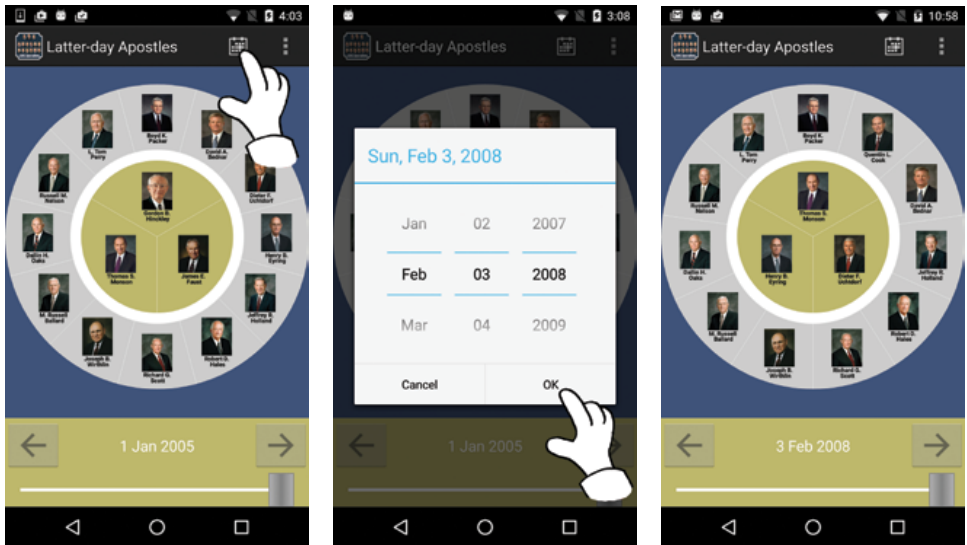 4:03
Latter-day Apostles
Boyd K.
Packer
L. Tom
Perry
David A.
Bednar
Russell M.
Nelson
Dieter F.
Uchtdorf
Gordon B.
Hinckley
Dallin H.
Oaks
Henry B.
Eyring
Thomas S.
Monson
James E.
Faust
M. Russell
Ballard
Jeffrey R.
Holland
Joseph B.
Wirthlin
Robert D.
Hales
Richard G.
Scott
1 Jan 2005
3:08
Latter-day Apostles
Sun, Feb 3, 2008
Jan 02 2007
Feb 03 2008
Mar 04 2009
Cancel OK
1 Jan 2005
10:58
Latter-day Apostles
Boyd K.
Packer
L. Tom
Perry
Quentin L.
Cook
Russell M.
Nelson
David A.
Bednar
Thomas S.
Monson
Dallin H.
Oaks
Henry B.
Eyring
Dieter F.
Uchtdorf
Jeffrey R.
Holland
M. Russell
Ballard
Robert D.
Hales
Joseph B.
Wirthlin
Richard G.
Scott
3 Feb 2008